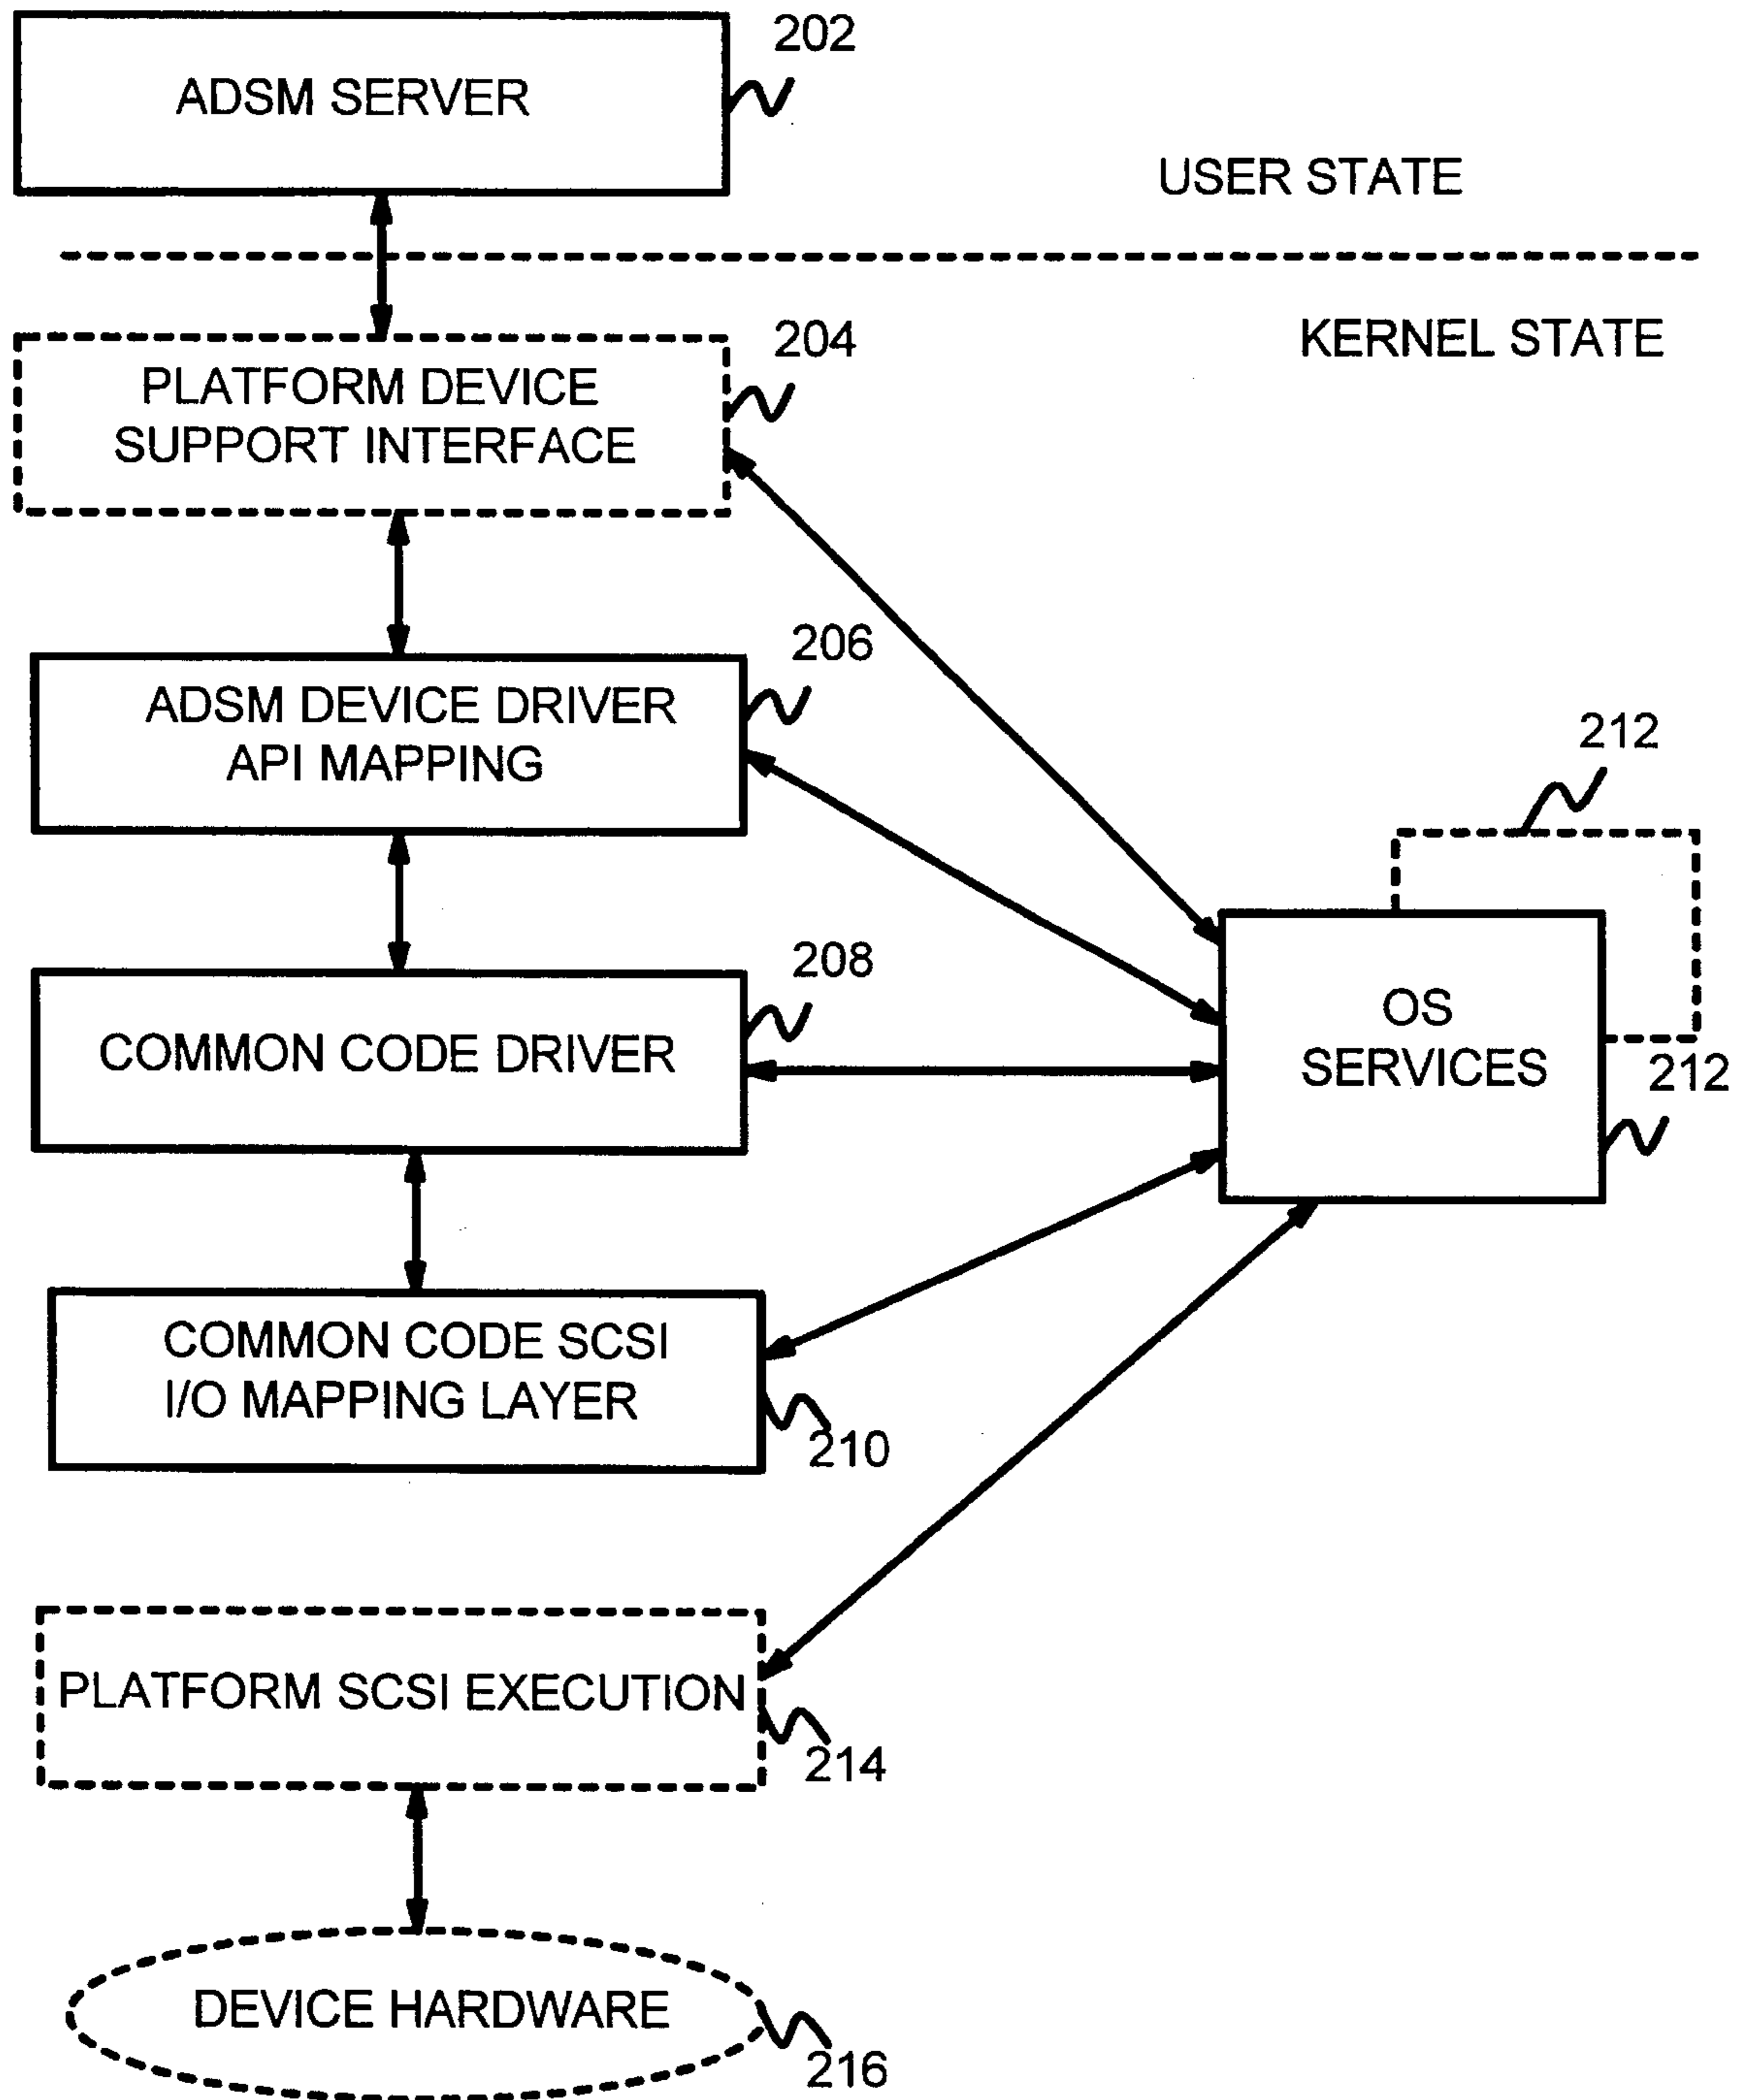 202
ADSM SERVER
USER STATE
KERNEL STATE
204
PLATFORM DEVICE
SUPPORT INTERFACE
206
ADSM DEVICE DRIVER
API MAPPING
212
208
COMMON CODE DRIVER
OS
SERVICES
212
COMMON CODE SCSI
I/O MAPPING LAYER
210
PLATFORM SCSI EXECUTION
214
DEVICE HARDWARE
216